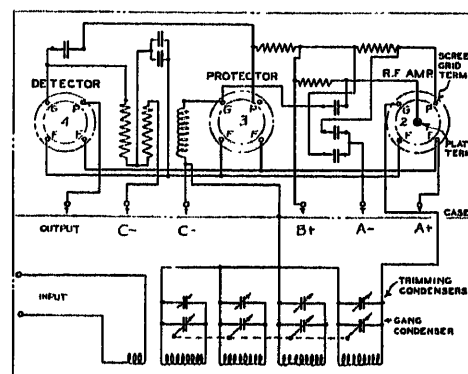 SCREEN
GRID
TERM.
DETECTOR
PROTECTOR
R.F. AMP.
G P
4
F F
G P
3
F F
G P
2
F F
PLATE
TERM.
CASE
OUTPUT
C-
C-
B+
A-
A+
INPUT
TRIMMING
CONDENSERS
GANG
CONDENSER